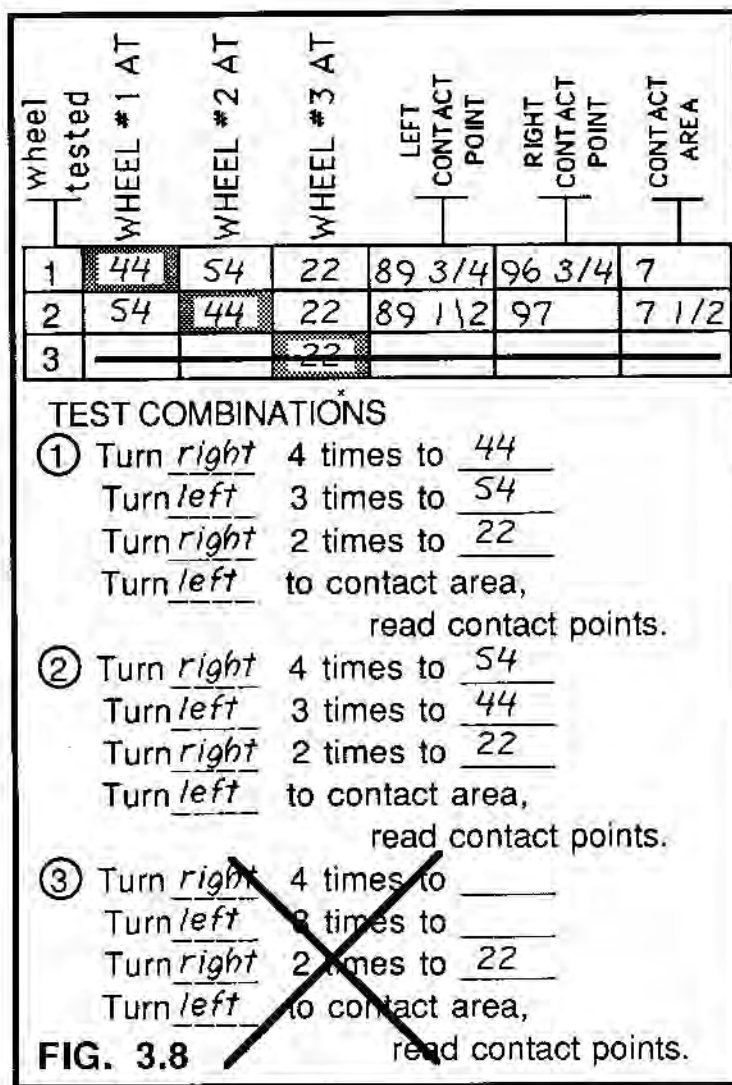 wheel tested
WHEEL #1 AT
WHEEL #2 AT
WHEEL #3 AT
LEFT CONTACT POINT
RIGHT CONTACT POINT
CONTACT AREA
1 44 54 22 89 3/4 96 3/4 7
2 54 44 22 89 1\2 97 7 1/2
3 22
TEST COMBINATIONS
① Turn right 4 times to 44
Turn left 3 times to 54
Turn right 2 times to 22
Turn left to contact area,
read contact points.
② Turn right 4 times to 54
Turn left 3 times to 44
Turn right 2 times to 22
Turn left to contact area,
read contact points.
③ Turn right 4 times to
Turn left 3 times to
Turn right 2 times to 22
Turn left to contact area,
FIG. 3.8 read contact points.